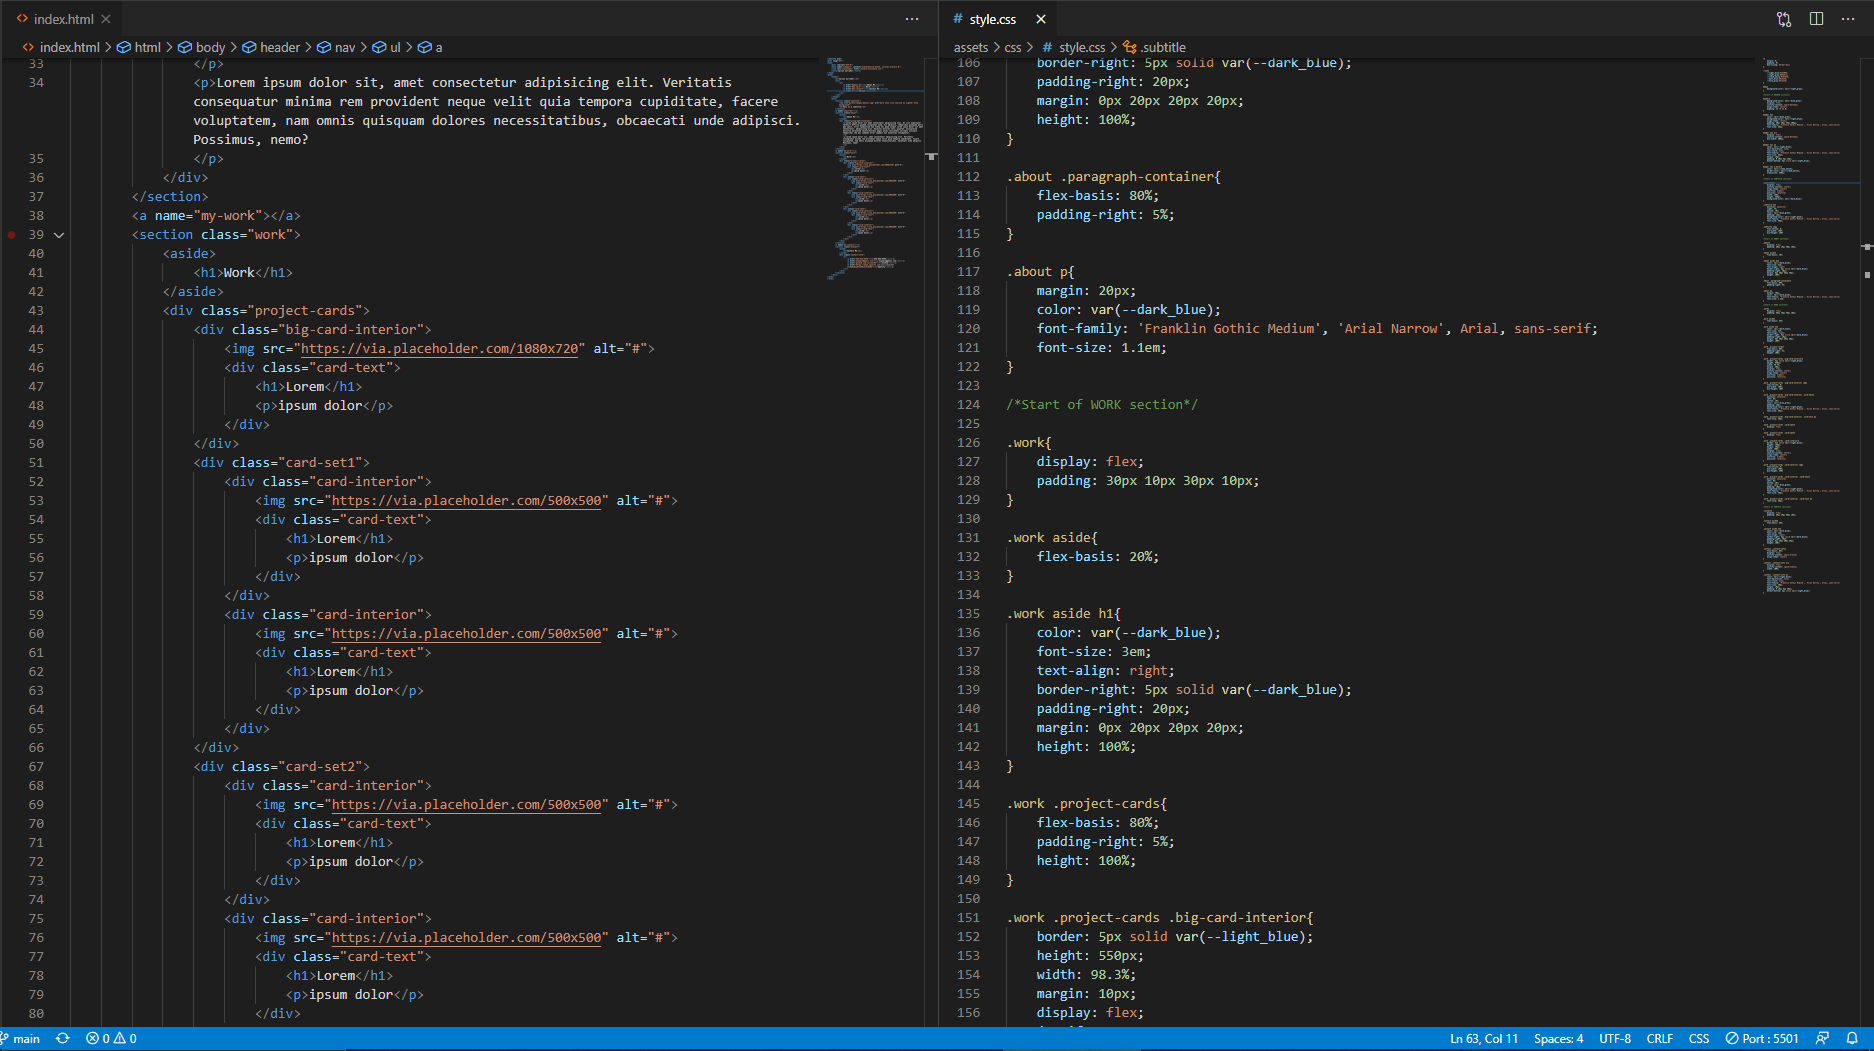 index.html
index.html > html > body > header > nav > ul > a
33 </p>
34 <p>Lorem ipsum dolor sit, amet consectetur adipisicing elit. Veritatis
consequatur minima rem provident neque velit quia tempora cupiditate, facere
voluptatem, nam omnis quisquam dolores necessitatibus, obcaecati unde adipisci.
Possimus, nemo?
35 </p>
36 </div>
37 </section>
38 <a name="my-work"></a>
39 <section class="work">
40 <aside>
41 <h1>Work</h1>
42 </aside>
43 <div class="project-cards">
44 <div class="big-card-interior">
45 <img src="https://via.placeholder.com/1080x720" alt="#">
46 <div class="card-text">
47 <h1>Lorem</h1>
48 <p>ipsum dolor</p>
49 </div>
50 </div>
51 <div class="card-set1">
52 <div class="card-interior">
53 <img src="https://via.placeholder.com/500x500" alt="#">
54 <div class="card-text">
55 <h1>Lorem</h1>
56 <p>ipsum dolor</p>
57 </div>
58 </div>
59 <div class="card-interior">
60 <img src="https://via.placeholder.com/500x500" alt="#">
61 <div class="card-text">
62 <h1>Lorem</h1>
63 <p>ipsum dolor</p>
64 </div>
65 </div>
66 </div>
67 <div class="card-set2">
68 <div class="card-interior">
69 <img src="https://via.placeholder.com/500x500" alt="#">
70 <div class="card-text">
71 <h1>Lorem</h1>
72 <p>ipsum dolor</p>
73 </div>
74 </div>
75 <div class="card-interior">
76 <img src="https://via.placeholder.com/500x500" alt="#">
77 <div class="card-text">
78 <h1>Lorem</h1>
79 <p>ipsum dolor</p>
80 </div>
# style.css
assets > css > # style.css > .subtitle
106 border-right: 5px solid var(--dark_blue);
107 padding-right: 20px;
108 margin: 0px 20px 20px 20px;
109 height: 100%;
110 }
111
112 .about .paragraph-container{
113 flex-basis: 80%;
114 padding-right: 5%;
115 }
116
117 .about p{
118 margin: 20px;
119 color: var(--dark_blue);
120 font-family: 'Franklin Gothic Medium', 'Arial Narrow', Arial, sans-serif;
121 font-size: 1.1em;
122 }
123
124 /*Start of WORK section*/
125
126 .work{
127 display: flex;
128 padding: 30px 10px 30px 10px;
129 }
130
131 .work aside{
132 flex-basis: 20%;
133 }
134
135 .work aside h1{
136 color: var(--dark_blue);
137 font-size: 3em;
138 text-align: right;
139 border-right: 5px solid var(--dark_blue);
140 padding-right: 20px;
141 margin: 0px 20px 20px 20px;
142 height: 100%;
143 }
144
145 .work .project-cards{
146 flex-basis: 80%;
147 padding-right: 5%;
148 height: 100%;
149 }
150
151 .work .project-cards .big-card-interior{
152 border: 5px solid var(--light_blue);
153 height: 550px;
154 width: 98.3%;
155 margin: 10px;
156 display: flex;
main 0 0 Ln 63, Col 11 Spaces: 4 UTF-8 CRLF CSS Port : 5501